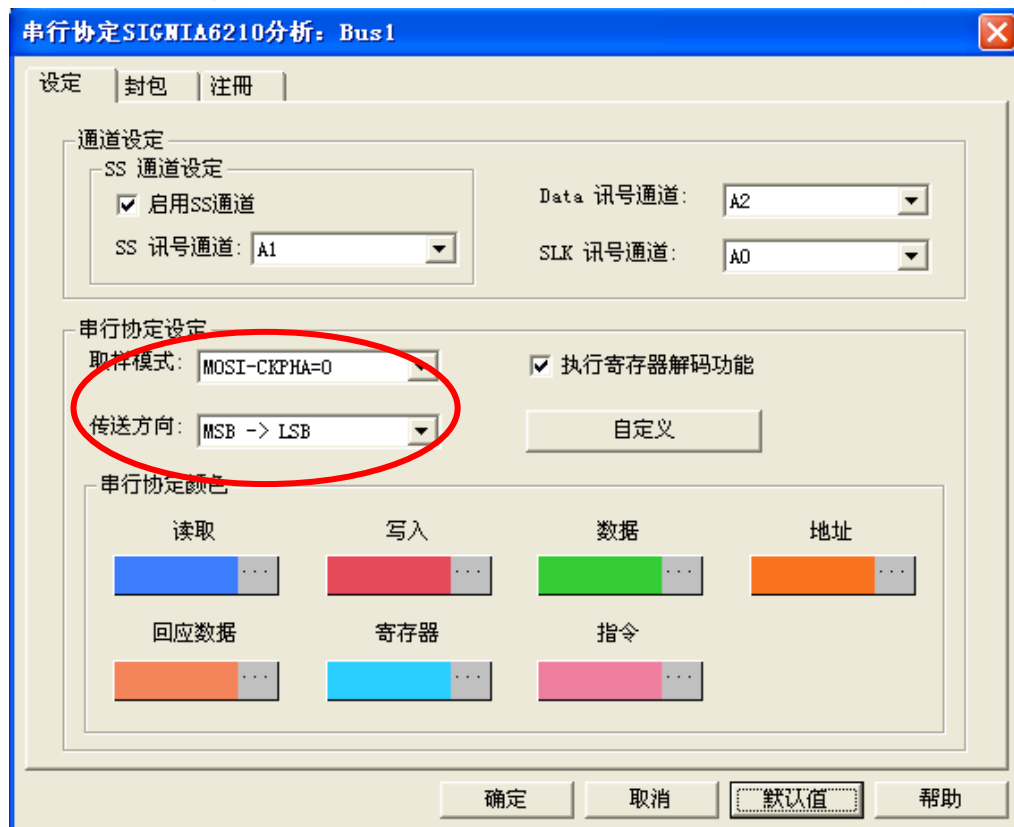 串行协定SIGNIA6210分析: Bus1
设定 封包 注冊
通道设定
SS 通道设定
启用SS通道
SS 讯号通道: A1
Data 讯号通道: A2
SLK 讯号通道: A0
串行协定设定
取样模式: MOSI-CKPHA=0
执行寄存器解码功能
传送方向: MSB -> LSB
自定义
串行协定颜色
读取 写入 数据 地址
... ... ... ...
回应数据 寄存器 指令
... ... ...
确定 取消 默认值 帮助